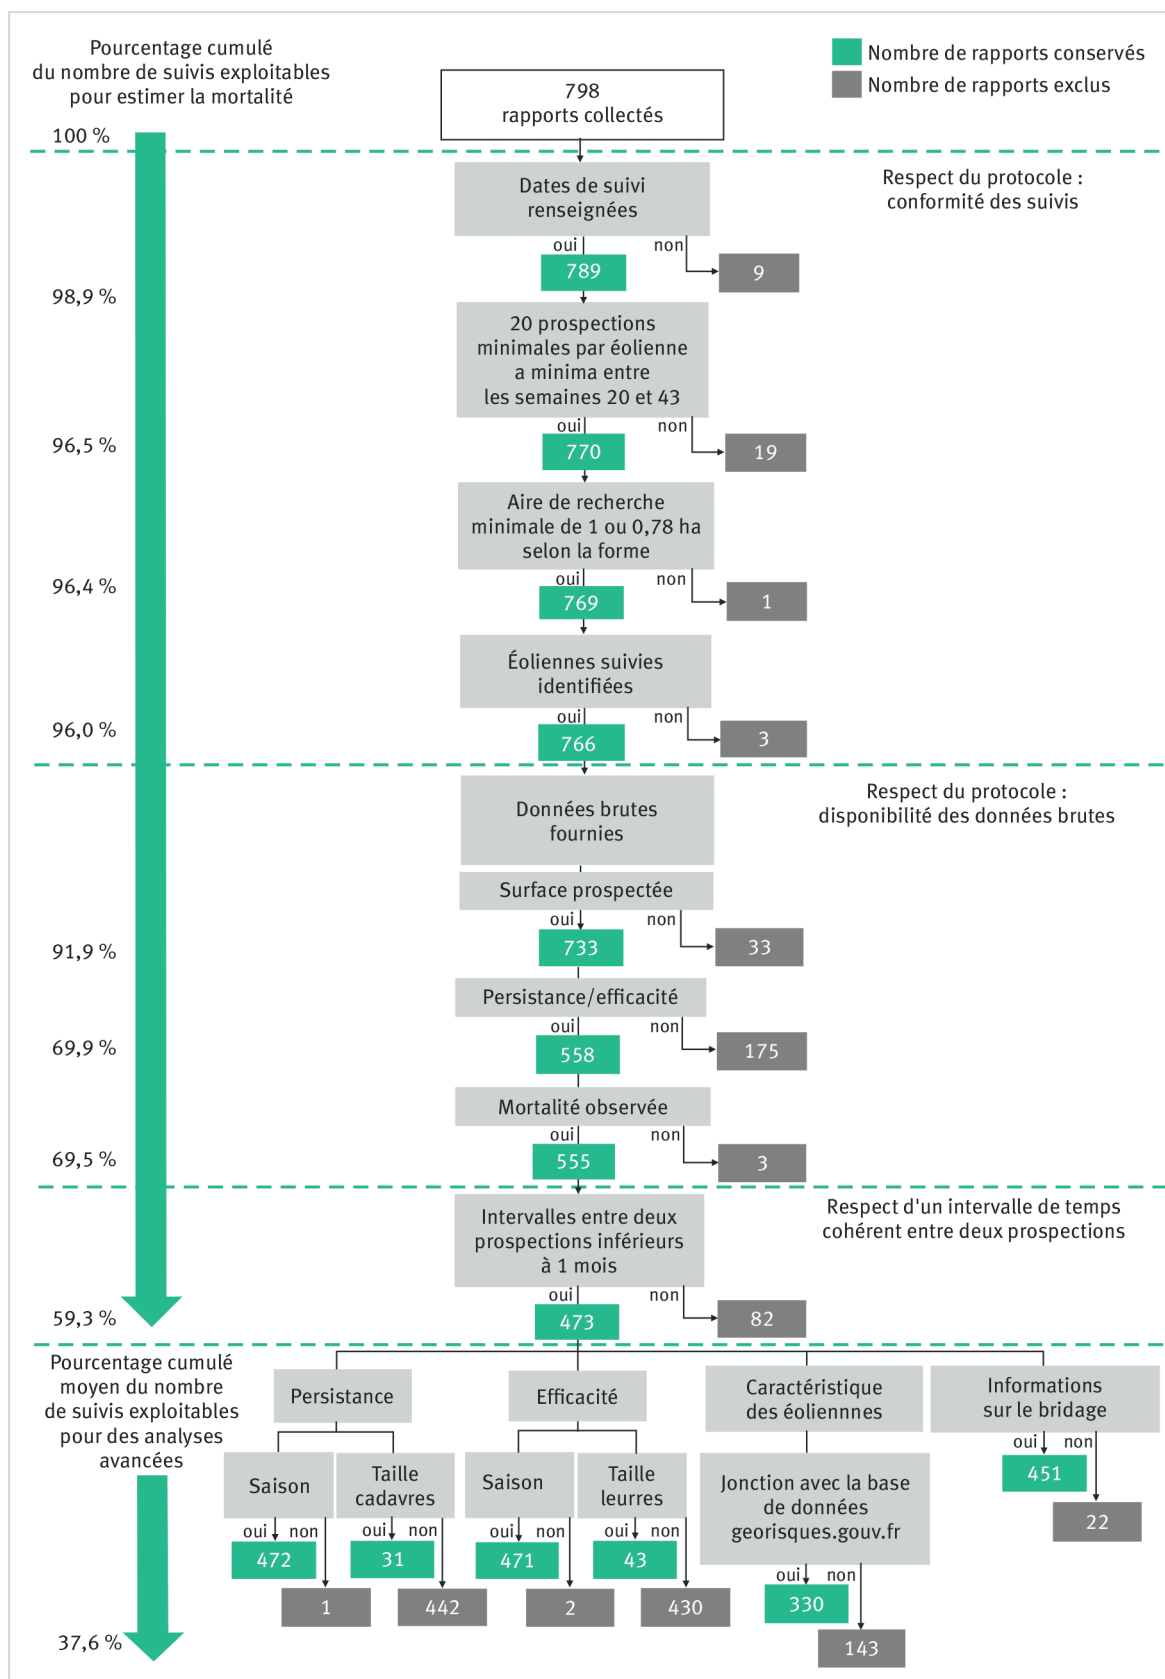 Pourcentage cumulé
du nombre de suivis exploitables
pour estimer la mortalité
Nombre de rapports conservés
Nombre de rapports exclus
798
rapports collectés
100 %
Respect du protocole :
conformité des suivis
Dates de suivi
renseignées
oui
non
789
9
98,9 %
20 prospections
minimales par éolienne
a minima entre
les semaines 20 et 43
oui
non
96,5 %
770
19
Aire de recherche
minimale de 1 ou 0,78 ha
selon la forme
oui
non
96,4 %
769
1
Éoliennes suivies
identifiées
oui
non
96,0 %
766
3
Respect du protocole :
disponibilité des données brutes
Données brutes
fournies
Surface prospectée
oui
non
91,9 %
733
33
Persistance/efficacité
oui
non
69,9 %
558
175
Mortalité observée
oui
non
69,5 %
555
3
Respect d'un intervalle de temps
cohérent entre deux prospections
Intervalles entre deux
prospections inférieurs
à 1 mois
oui
non
59,3 %
473
82
Pourcentage cumulé
moyen du nombre
de suivis exploitables
pour des analyses
avancées
Persistance
Efficacité
Caractéristique
des éoliennnes
Informations
sur le bridage
oui non
451
22
Saison
Taille
cadavres
Saison
Taille
leurres
Jonction avec la base
de données
georisques.gouv.fr
oui non
oui non
oui non
oui non
472
31
471
43
1
442
2
430
oui non
330
143
37,6 %